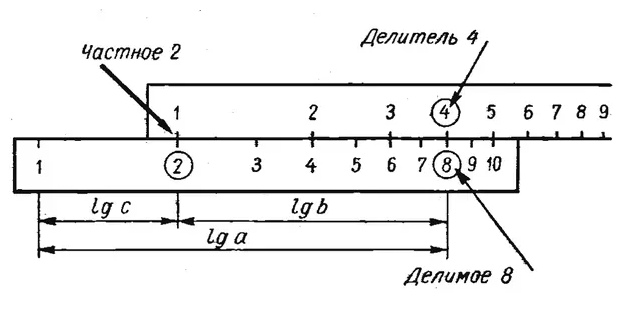 Частное 2
Делитель 4
1 2 3 4 5 6 7 8 9
1 2 3 4 5 6 7 8 9 10
lg c
lg b
lg a
Делимое 8